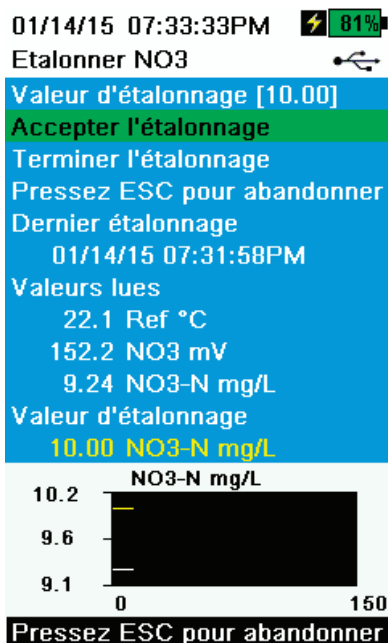 01/14/15 07:33:33PM 81%
Etalonner NO3
Valeur d'étalonnage [10.00]
Accepter l'étalonnage
Terminer l'étalonnage
Pressez ESC pour abandonner
Dernier étalonnage
01/14/15 07:31:58PM
Valeurs lues
22.1 Ref °C
152.2 NO3 mV
9.24 NO3-N mg/L
Valeur d'étalonnage
10.00 NO3-N mg/L
NO3-N mg/L
10.2
9.6
9.1
0 150
Pressez ESC pour abandonner